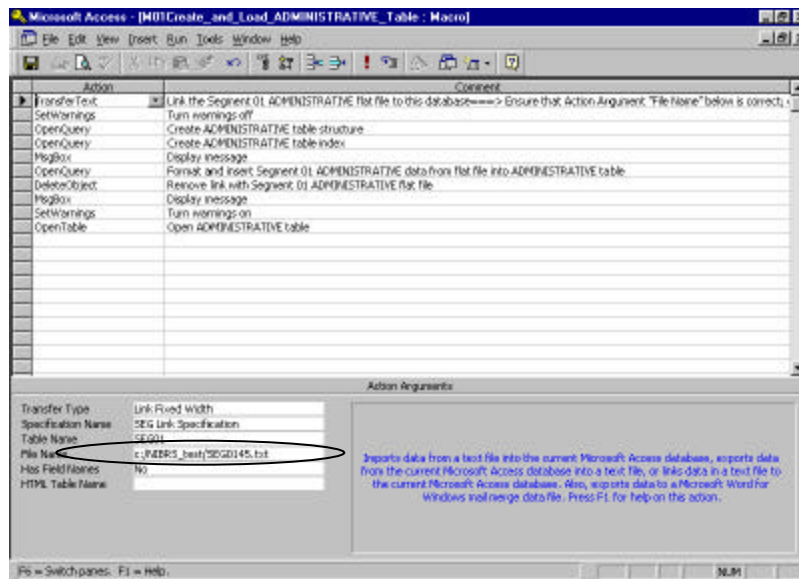 Microsoft Access - [M01Create_and_Load_ADMINISTRATIVE_Table : Macro]
File Edit View Insert Run Tools Window Help
Action Comment
TransferText Link the Segment 01 ADMINISTRATIVE flat file to this database===> Ensure that Action Argument "File Name" below is correct;
SetWarnings Turn warnings off
OpenQuery Create ADMINISTRATIVE table structure
OpenQuery Create ADMINISTRATIVE table index
MsgBox Display message
OpenQuery Format and insert Segment 01 ADMINISTRATIVE data from flat file into ADMINISTRATIVE table
DeleteObject Remove link with Segment 01 ADMINISTRATIVE flat file
MsgBox Display message
SetWarnings Turn warnings on
OpenTable Open ADMINISTRATIVE table
Action Arguments
Transfer Type Link Fixed Width
Specification Name SEG Link Specification
Table Name SEG01
File Name c:/NIBRS_test/SEG0145.txt
Has Field Names No
HTML Table Name
Imports data from a text file into the current Microsoft Access database, exports data
from the current Microsoft Access database into a text file, or links data in a text file to
the current Microsoft Access database. Also, exports data to a Microsoft Word for
Windows mail merge data file. Press F1 for help on this action.
F6 = Switch panes. F1 = Help.
NUM